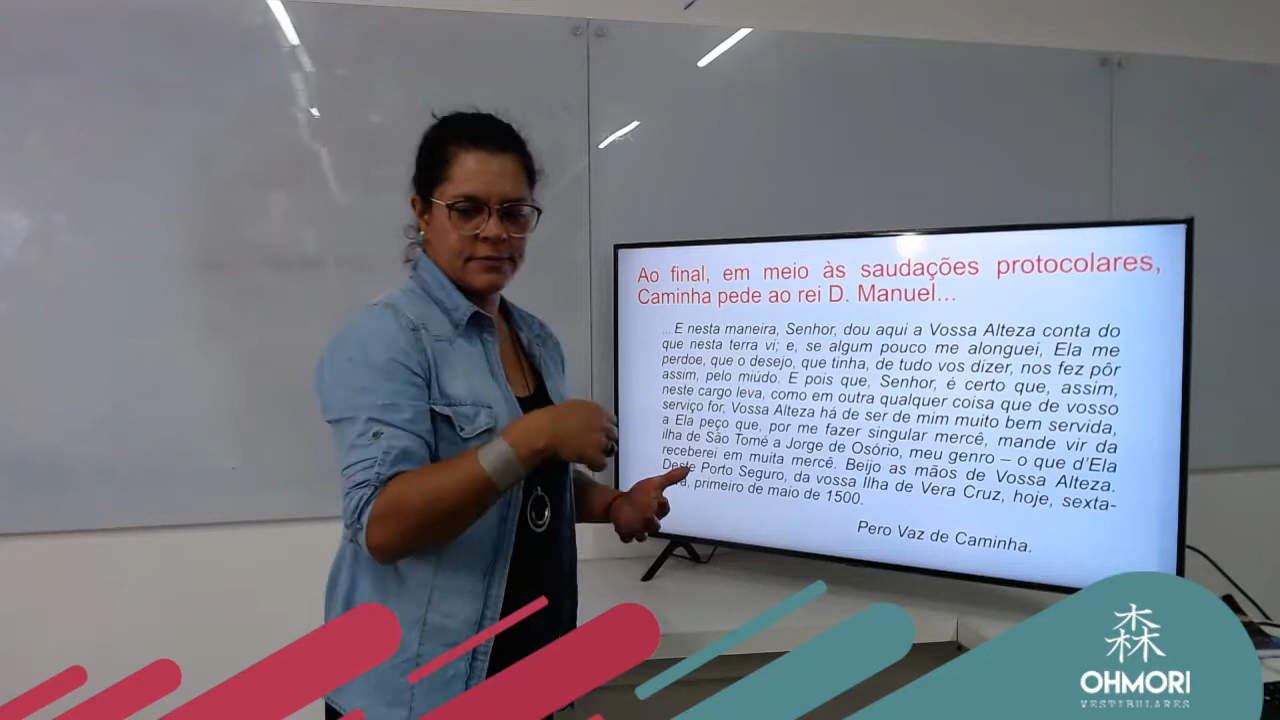 Ao final, em meio às saudações protocolares,
Caminha pede ao rei D. Manuel...
... E nesta maneira, Senhor, dou aqui a Vossa Alteza conta do
que nesta terra vi; e, se algum pouco me alonguei, Ela me
perdoe, que o desejo, que tinha, de tudo vos dizer, nos fez pôr
assim, pelo miúdo. E pois que, Senhor, é certo que, assim,
neste cargo leva, como em outra qualquer coisa que de vosso
serviço for, Vossa Alteza há de ser de mim muito bem servida,
a Ela peço que, por me fazer singular mercê, mande vir da
ilha de São Tomé a Jorge de Osório, meu genro – o que d'Ela
receberei em muita mercê. Beijo as mãos de Vossa Alteza.
Deste Porto Seguro, da vossa Ilha de Vera Cruz, hoje, sexta-
primeiro de maio de 1500.
Pero Vaz de Caminha.
森
OHMORI
VESTIBULARES